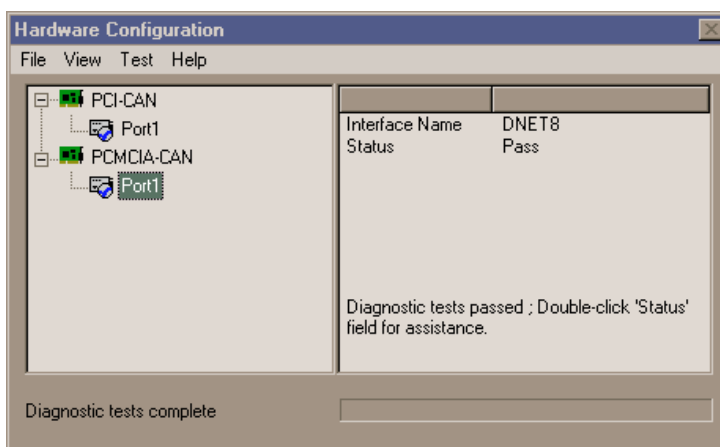 Hardware Configuration
File View Test Help
PCI-CAN
Port1
PCMCIA-CAN
Port1
Interface Name DNET8
Status Pass
Diagnostic tests passed ; Double-click 'Status'
field for assistance.
Diagnostic tests complete